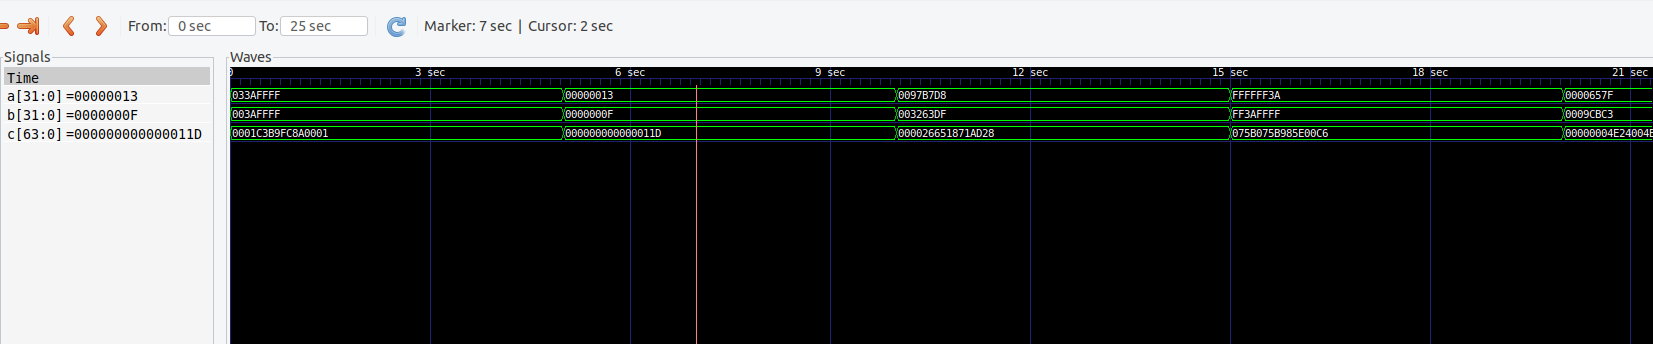 From: 0 sec To: 25 sec Marker: 7 sec | Cursor: 2 sec
Signals Waves
Time 0 3 sec 6 sec 9 sec 12 sec 15 sec 18 sec 21 sec
a[31:0] =00000013 033AFFFF 00000013 0097B7D8 FFFFFF3A 0000657F
b[31:0] =0000000F 003AFFFF 0000000F 003263DF FF3AFFFF 0009CBC3
c[63:0] =000000000000011D 0001C3B9FC8A0001 000000000000011D 000026651871AD28 075B075B985E00C6 00000004E24004E